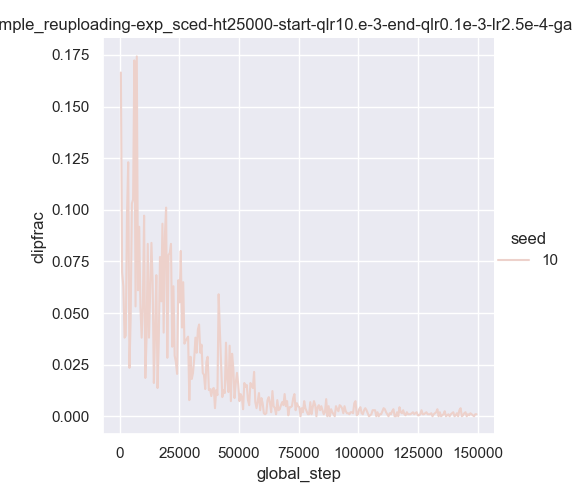 mple_reuploading-exp_sced-ht25000-start-qlr10.e-3-end-qlr0.1e-3-lr2.5e-4-ga
0.175
0.150
0.125
0.100
0.075
0.050
0.025
0.000
clipfrac
0 25000 50000 75000 100000 125000 150000
global_step
seed
10